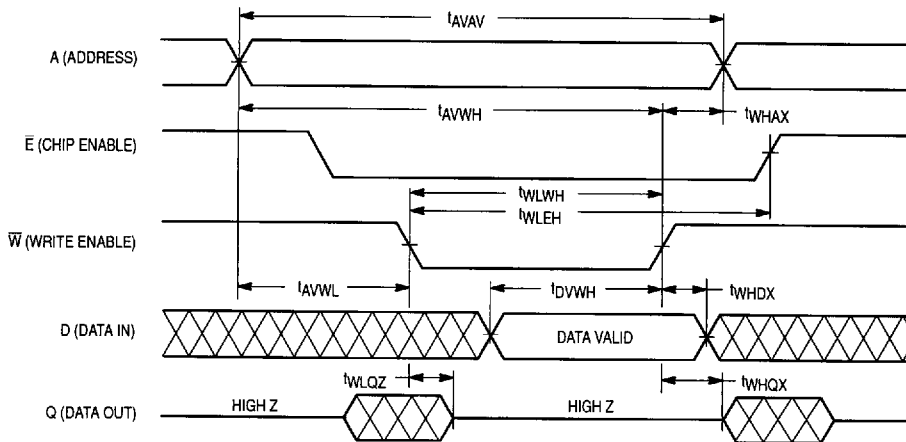 tAVAV
A (ADDRESS)
tAVWH
tWHAX
E̅ (CHIP ENABLE)
tWLWH
tWLEH
W̅ (WRITE ENABLE)
tAVWL
tDVWH
tWHDX
D (DATA IN)
DATA VALID
tWLQZ
tWHQX
Q (DATA OUT)
HIGH Z
HIGH Z